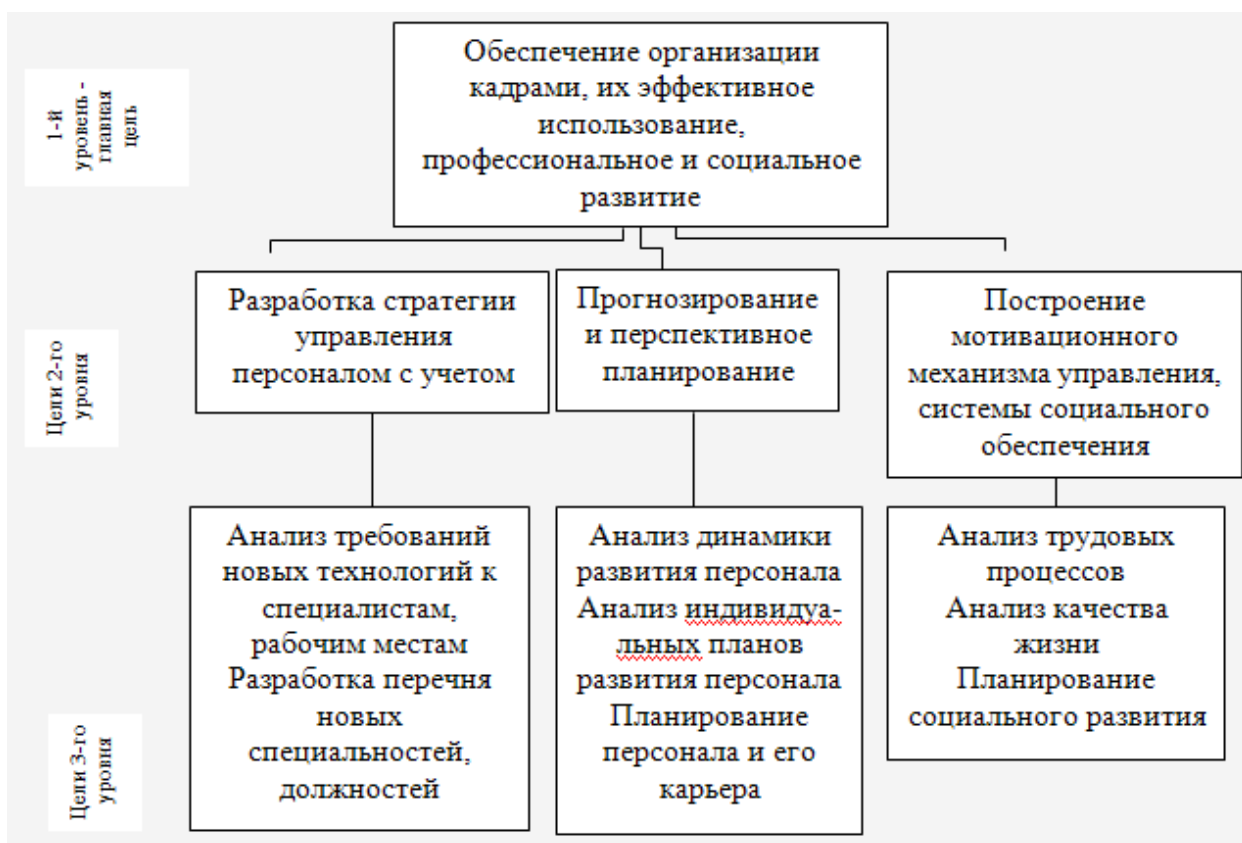 1-й
уровень -
главная
цель
Обеспечение организации
кадрами, их эффективное
использование,
профессиональное и социальное
развитие
Цели 2-го
уровня
Разработка стратегии
управления
персоналом с учетом
Прогнозирование
и перспективное
планирование
Построение
мотивационного
механизма управления,
системы социального
обеспечения
Цели 3-го
уровня
Анализ требований
новых технологий к
специалистам,
рабочим местам
Разработка перечня
новых
специальностей,
должностей
Анализ динамики
развития персонала
Анализ индивидуа-
льных планов
развития персонала
Планирование
персонала и его
карьера
Анализ трудовых
процессов
Анализ качества
жизни
Планирование
социального развития